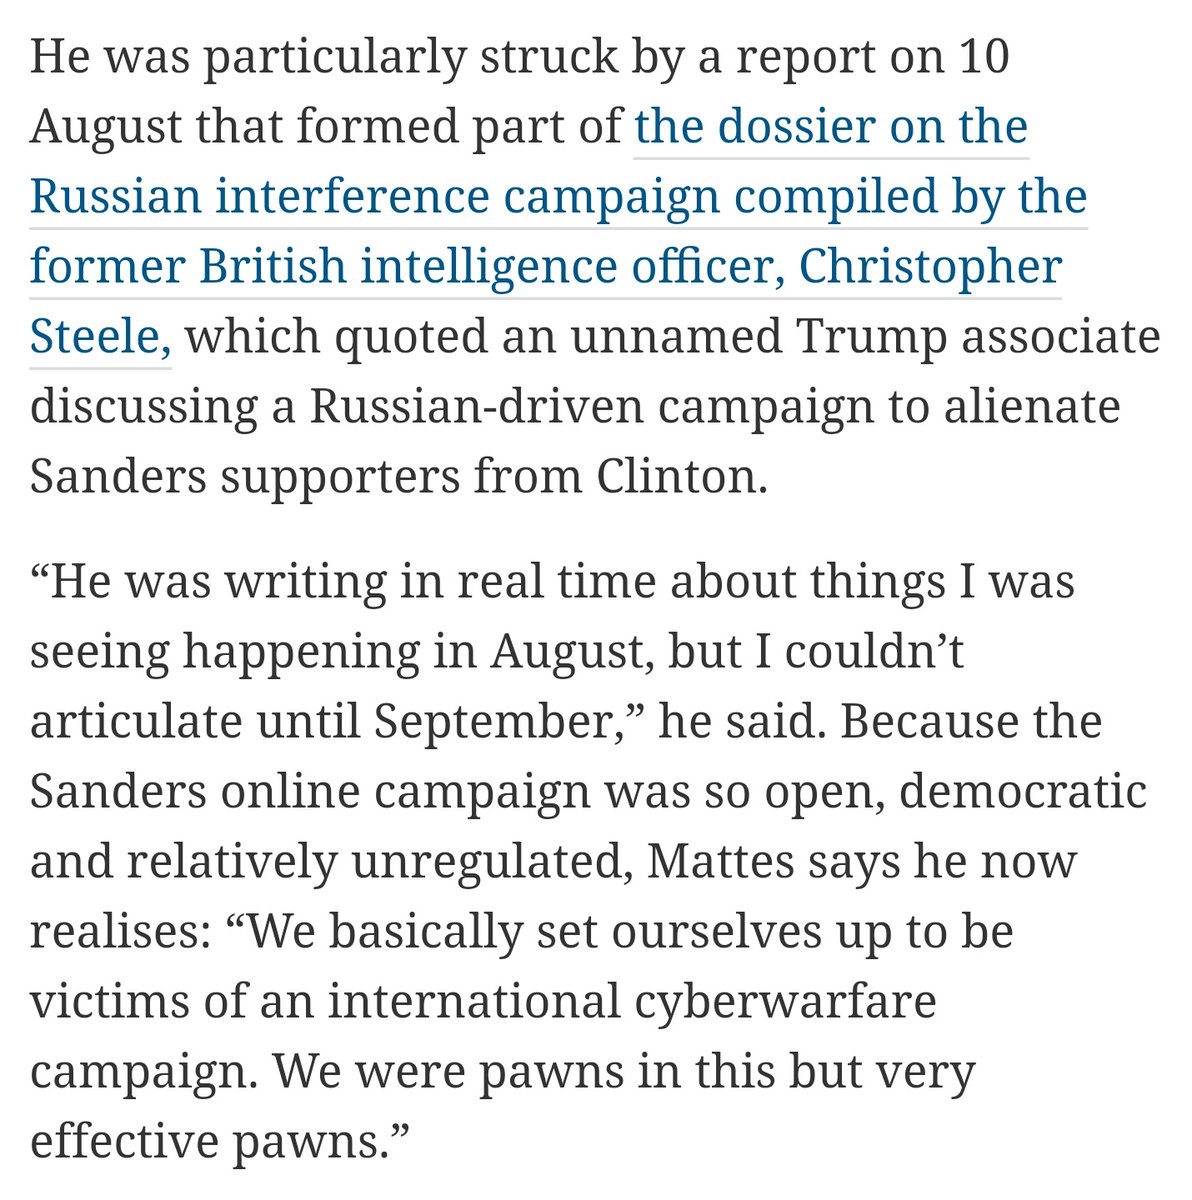 He was particularly struck by a report on 10
August that formed part of the dossier on the
Russian interference campaign compiled by the
former British intelligence officer, Christopher
Steele, which quoted an unnamed Trump associate
discussing a Russian-driven campaign to alienate
Sanders supporters from Clinton.
“He was writing in real time about things I was
seeing happening in August, but I couldn’t
articulate until September,” he said. Because the
Sanders online campaign was so open, democratic
and relatively unregulated, Mattes says he now
realises: “We basically set ourselves up to be
victims of an international cyberwarfare
campaign. We were pawns in this but very
effective pawns.”